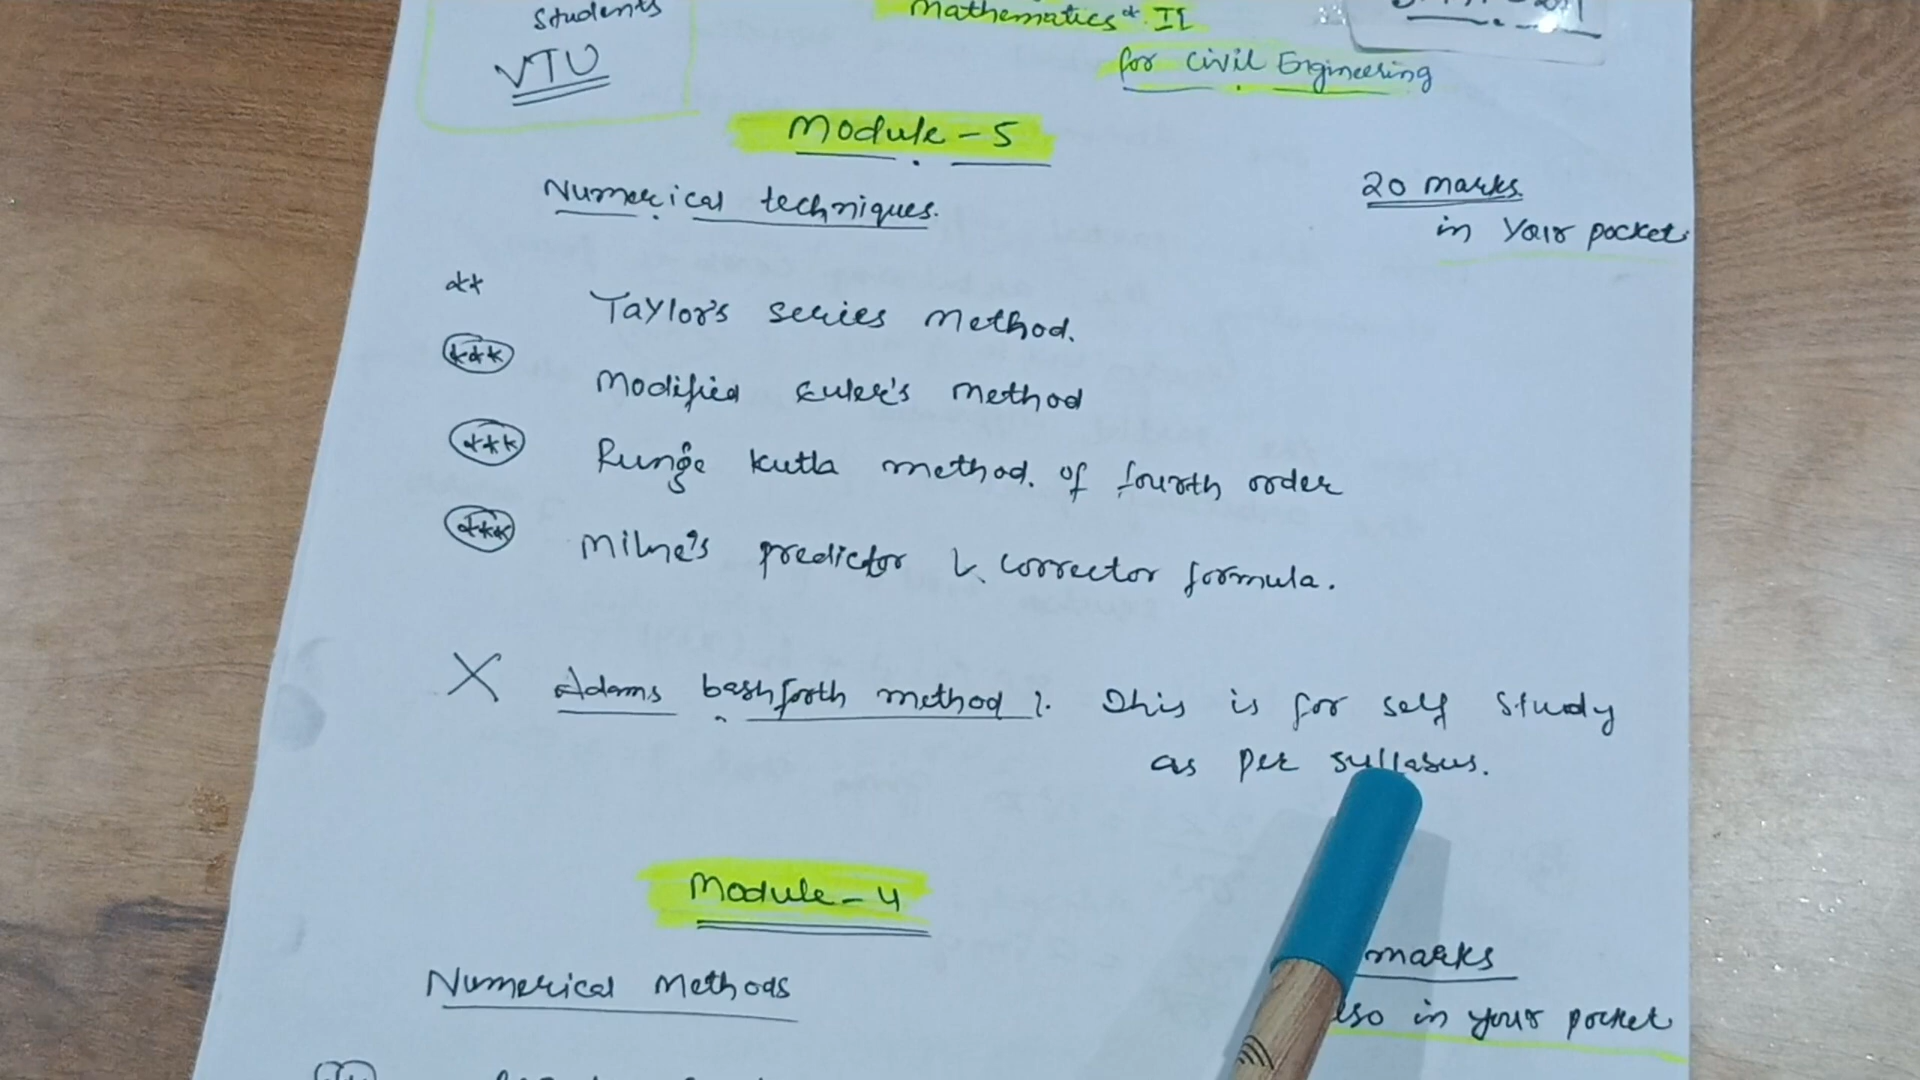 Students
VTU
Mathematics* II
for Civil Engineering
Module - 5
Numerical techniques.
20 marks
in Your pocket
** Taylor's series Method.
*** Modified Euler's Method
*** Runge kutta method. of fourth order
*** Milne's predictor & corrector formula.
X Adams bashforth method : This is for self study
as per syllabus.
Module - 4
Numerical Methods
marks
lso in your pocket